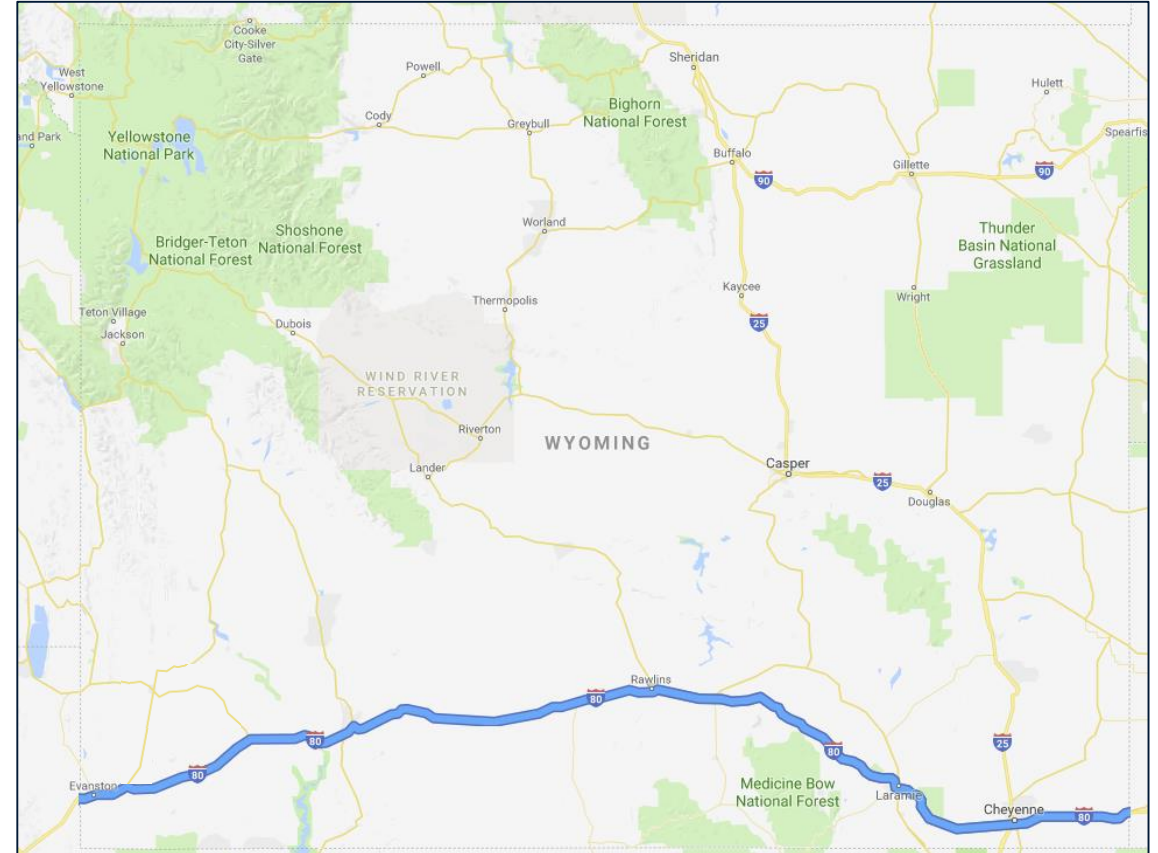 Cooke
City-Silver
Gate
West
Yellowstone
Powell
Sheridan
Hulett
Cody
Greybull
Bighorn
National Forest
and Park
Yellowstone
National Park
Spearfis
Buffalo
Gillette
90
90
Worland
Shoshone
National Forest
Bridger-Teton
National Forest
Thunder
Basin National
Grassland
Kaycee
Wright
Thermopolis
Teton Village
Jackson
Dubois
25
WIND RIVER
RESERVATION
Riverton
WYOMING
Lander
Casper
25
Douglas
Rawlins
80
80
80
80
25
Evanston
Medicine Bow
National Forest
Laramie
Cheyenne
80